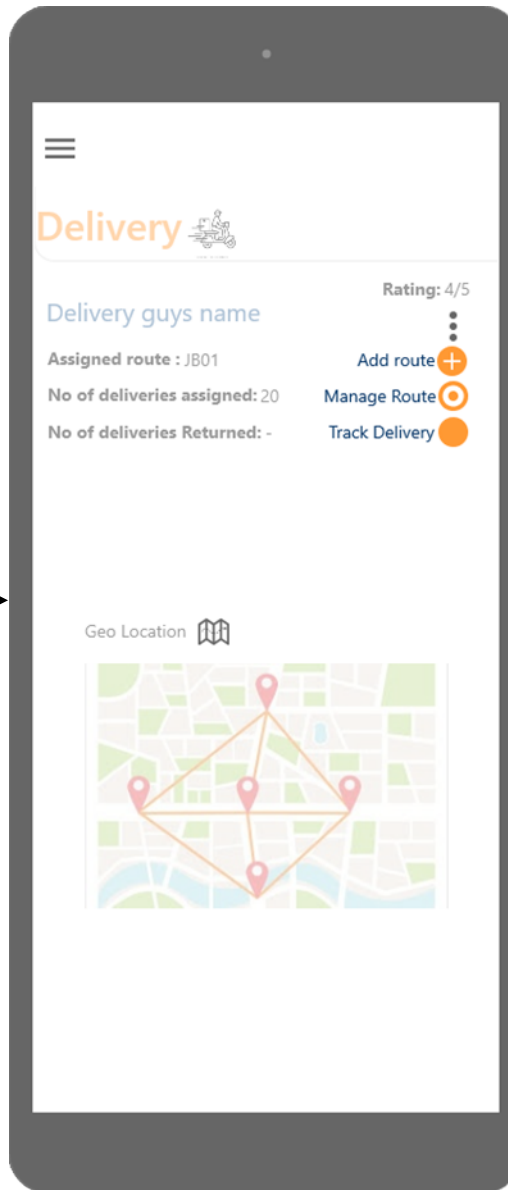 Delivery
Rating: 4/5
Delivery guys name
Assigned route : JB01
Add route
No of deliveries assigned: 20
Manage Route
No of deliveries Returned: -
Track Delivery
Geo Location